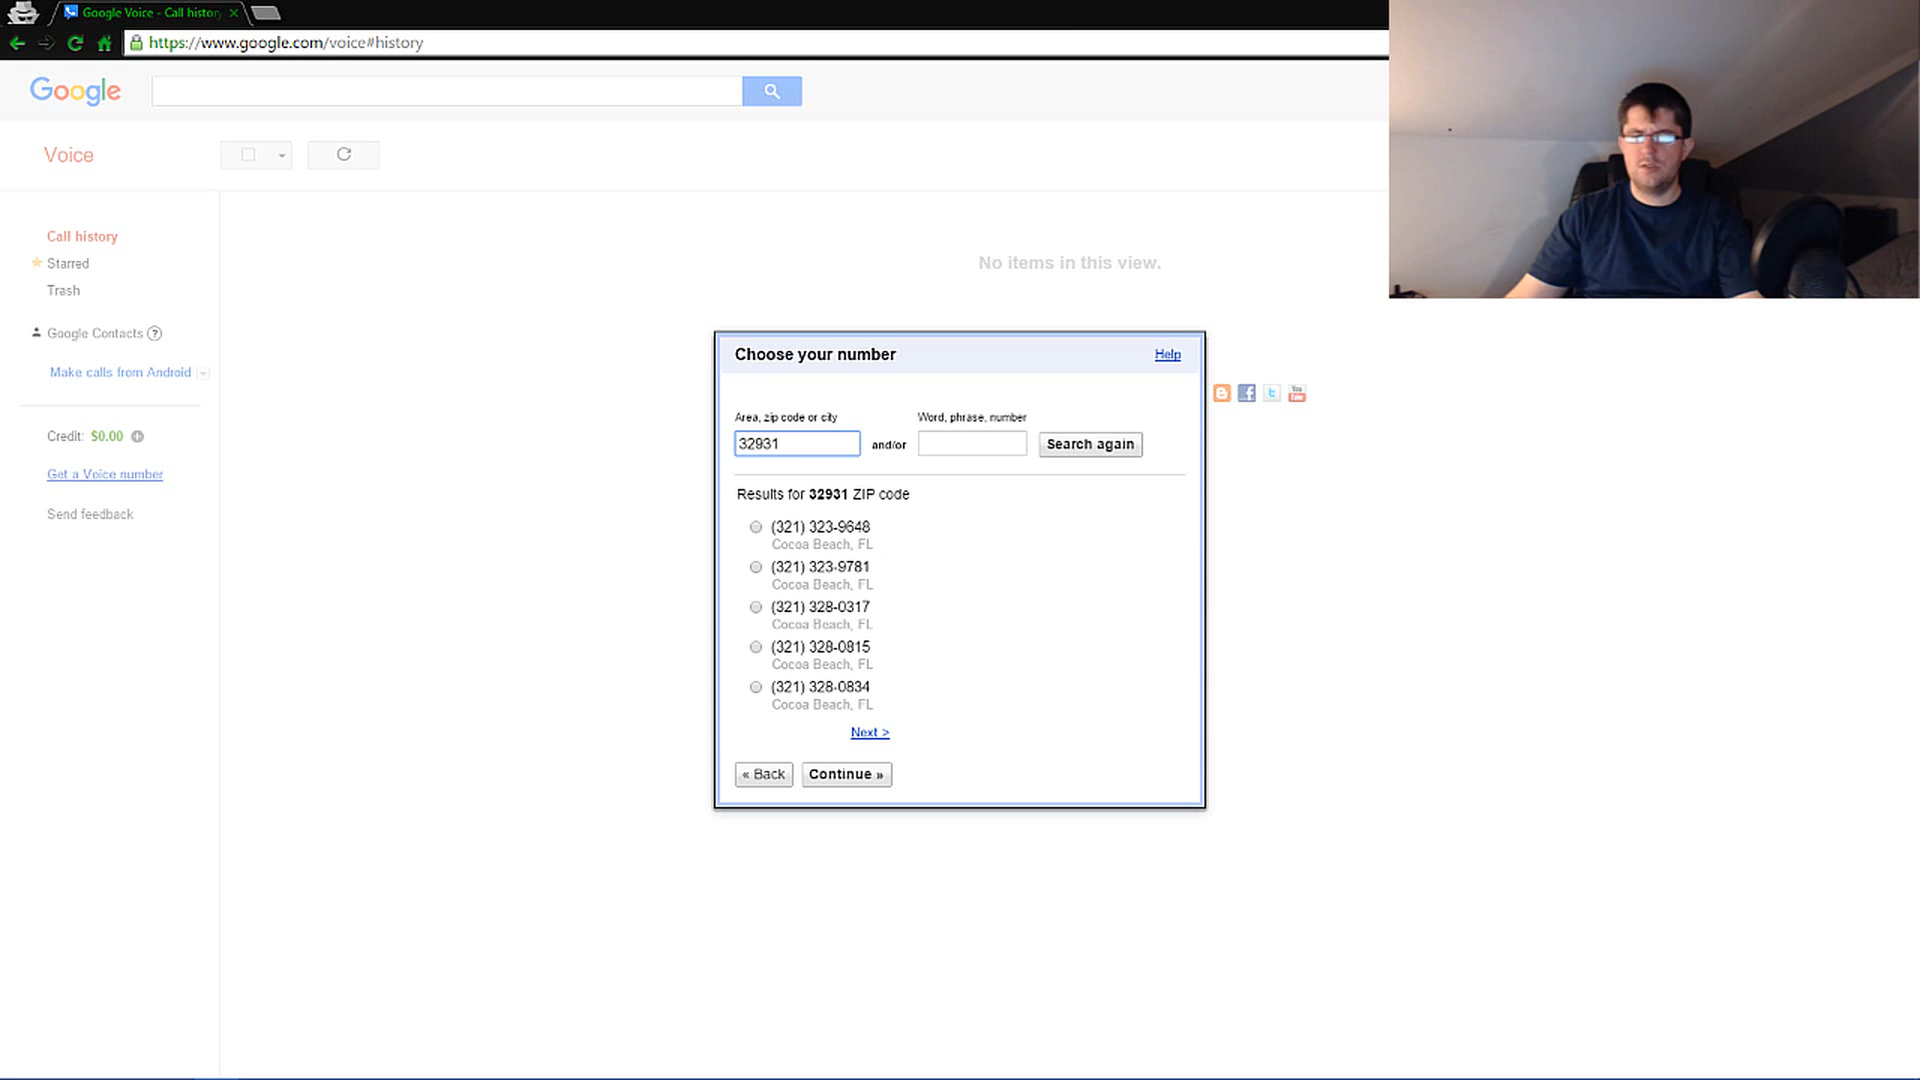 Google Voice - Call history
https://www.google.com/voice#history
Google
Voice
Call history
Starred
Trash
Google Contacts ?
Make calls from Android
Credit: $0.00
Get a Voice number
Send feedback
No items in this view.
Choose your number
Help
Area, zip code or city
Word, phrase, number
32931
and/or
Search again
Results for 32931 ZIP code
(321) 323-9648
Cocoa Beach, FL
(321) 323-9781
Cocoa Beach, FL
(321) 328-0317
Cocoa Beach, FL
(321) 328-0815
Cocoa Beach, FL
(321) 328-0834
Cocoa Beach, FL
Next >
« Back
Continue »
You
Tube